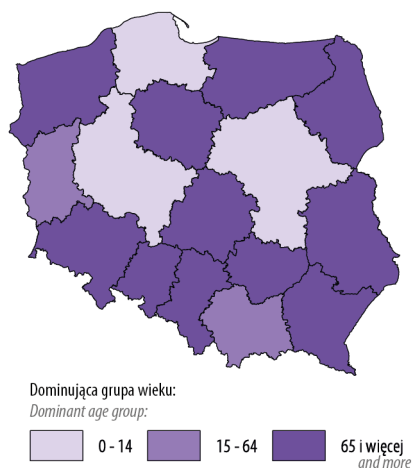 Dominująca grupa wieku:
Dominant age group:
0 - 14
15 - 64
65 i więcej
and more